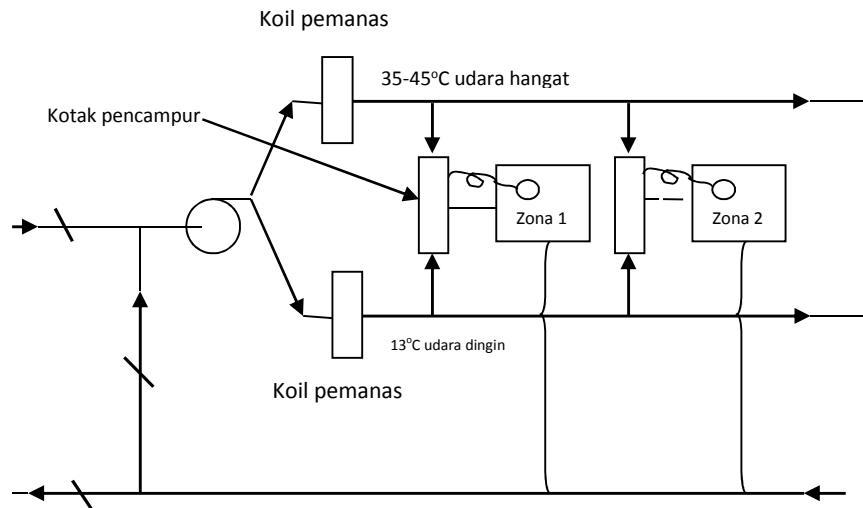 Koil pemanas
35-45°C udara hangat
Kotak pencampur
Zona 1
Zona 2
13°C udara dingin
Koil pemanas